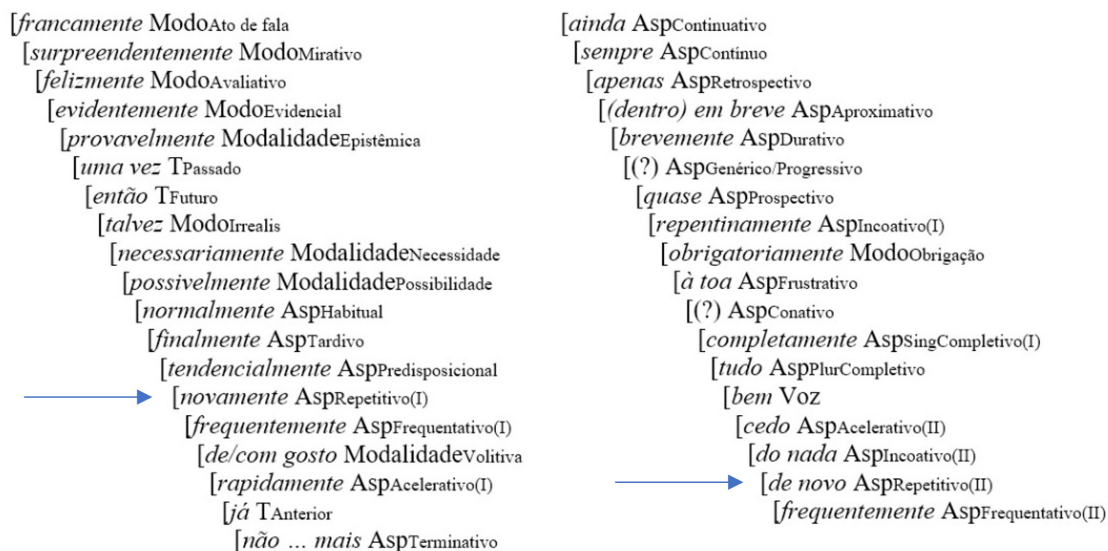 [francamente ModoAto de fala
[surpreendentemente ModoMirativo
[felizmente ModoAvaliativo
[evidentemente ModoEvidencial
[provavelmente ModalidadeEpistêmica
[uma vez TPassado
[então TFuturo
[talvez ModoIrrealis
[necessariamente ModalidadeNecessidade
[possivelmente ModalidadePossibilidade
[normalmente AspHabitual
[finalmente AspTardivo
[tendencialmente AspPredisposicional
[novamente AspRepetitivo(I)
[frequentemente AspFrequentativo(I)
[de/com gosto ModalidadeVolitiva
[rapidamente AspAcelerativo(I)
[já TAnterior
[não ... mais AspTerminativo
[ainda AspContinuativo
[sempre AspContínuo
[apenas AspRetrospectivo
[(dentro) em breve AspAproximativo
[brevemente AspDurativo
[(?) AspGenérico/Progressivo
[quase AspProspectivo
[repentinamente AspIncoativo(I)
[obrigatoriamente ModoObrigação
[à toa AspFrustrativo
[(?) AspConativo
[completamente AspSingCompletivo(I)
[tudo AspPlurCompletivo
[bem Voz
[cedo AspAcelerativo(II)
[do nada AspIncoativo(II)
[de novo AspRepetitivo(II)
[frequentemente AspFrequentativo(II)